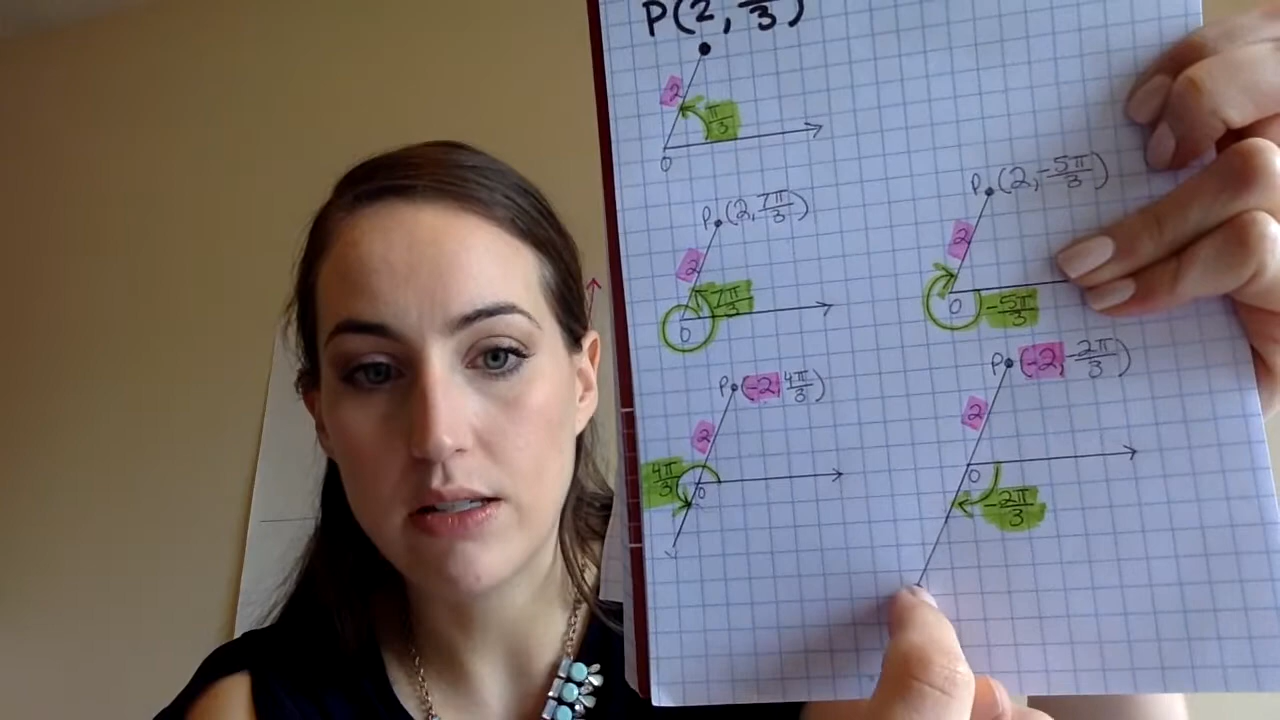 P(2, π/3)
2
π/3
0
P (2, 7π/3)
2
7π/3
0
P (2, -5π/3)
2
0
-5π/3
P (-2, 4π/3)
2
4π/3
0
P (-2, -2π/3)
2
0
-2π/3